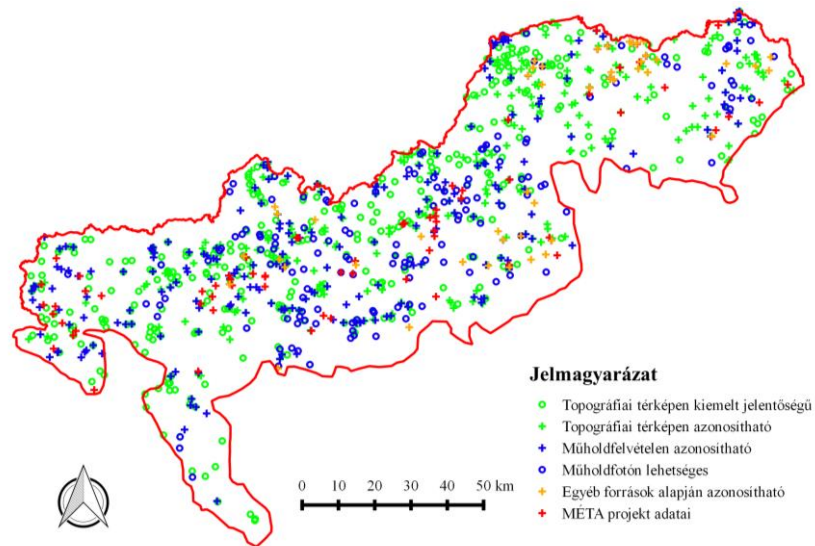 Jelmagyarázat
Topográfiai térképen kiemelt jelentőségű
Topográfiai térképen azonosítható
Műholdfelvételen azonosítható
Műholdfotón lehetséges
Egyéb források alapján azonosítható
MÉTA projekt adatai
0 10 20 30 40 50 km